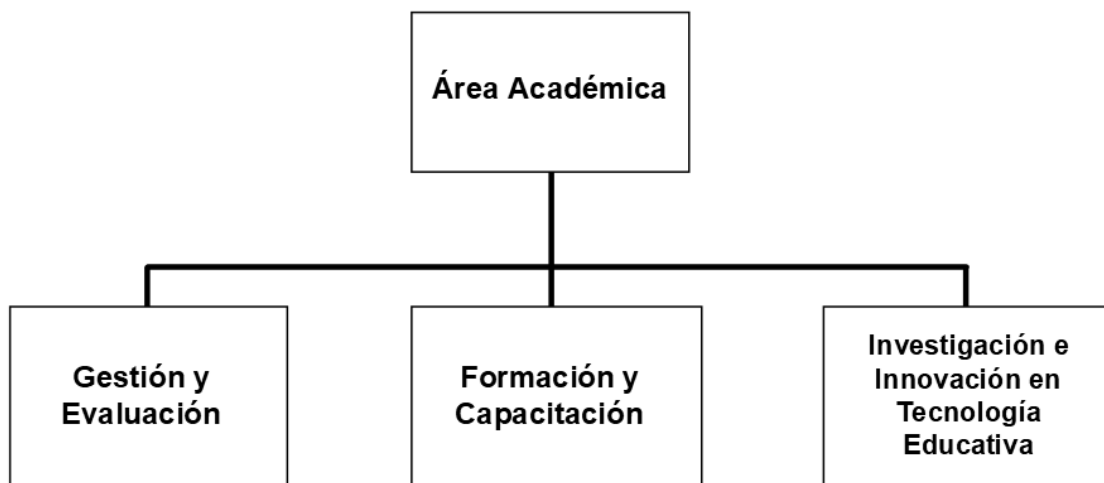 Área Académica
Gestión y
Evaluación
Formación y
Capacitación
Investigación e
Innovación en
Tecnología
Educativa